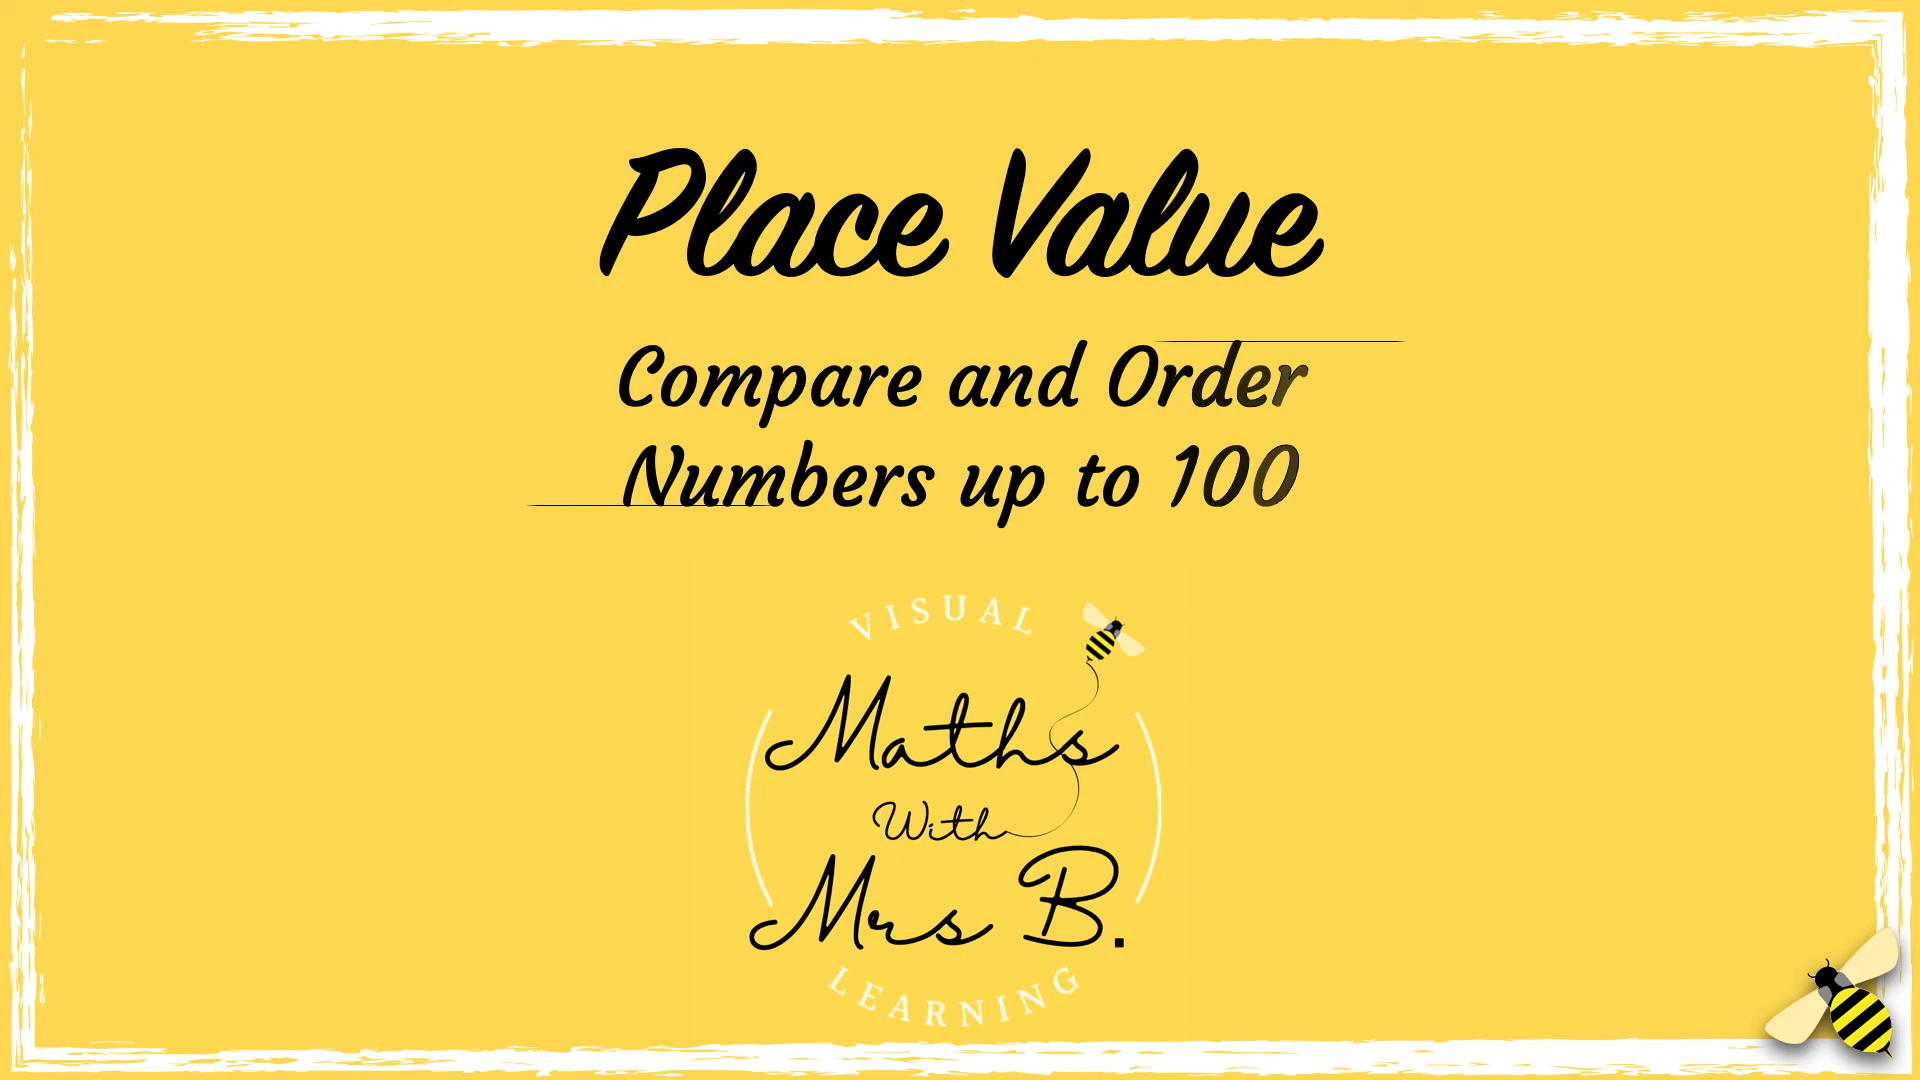 Place Value
Compare and Order
Numbers up to 100
VISUAL
Maths
With
Mrs B.
LEARNING